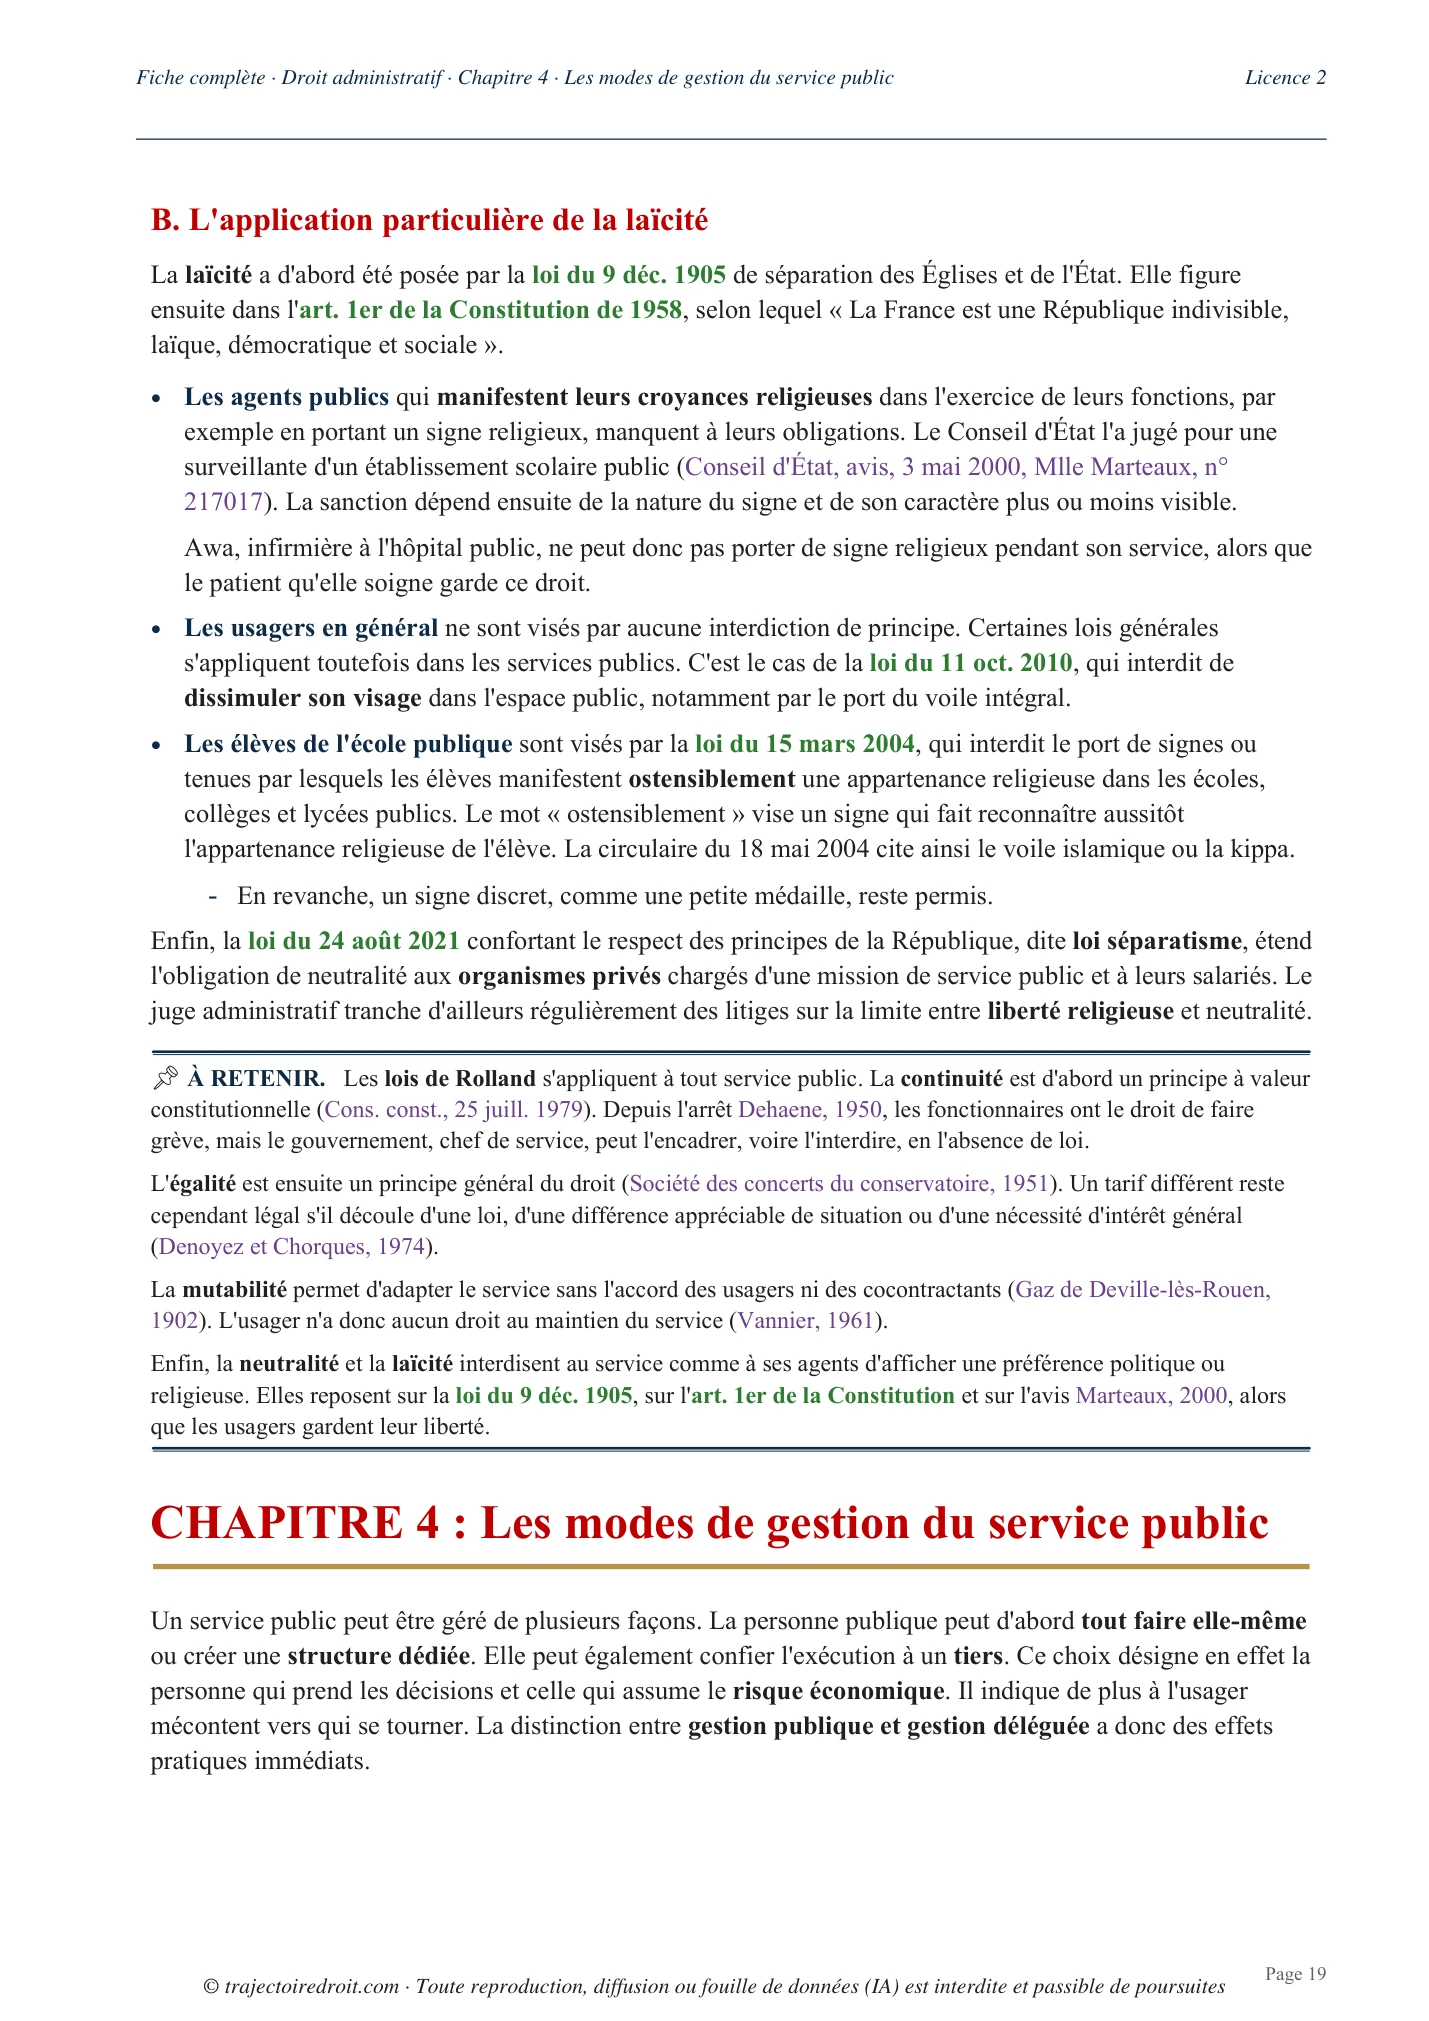 Fiche complète · Droit administratif · Chapitre 4 · Les modes de gestion du service public Licence 2
B. L'application particulière de la laïcité
La laïcité a d'abord été posée par la loi du 9 déc. 1905 de séparation des Églises et de l'État. Elle figure
ensuite dans l'art. 1er de la Constitution de 1958, selon lequel « La France est une République indivisible,
laïque, démocratique et sociale ».
• Les agents publics qui manifestent leurs croyances religieuses dans l'exercice de leurs fonctions, par
exemple en portant un signe religieux, manquent à leurs obligations. Le Conseil d'État l'a jugé pour une
surveillante d'un établissement scolaire public (Conseil d'État, avis, 3 mai 2000, Mlle Marteaux, n°
217017). La sanction dépend ensuite de la nature du signe et de son caractère plus ou moins visible.
Awa, infirmière à l'hôpital public, ne peut donc pas porter de signe religieux pendant son service, alors que
le patient qu'elle soigne garde ce droit.
• Les usagers en général ne sont visés par aucune interdiction de principe. Certaines lois générales
s'appliquent toutefois dans les services publics. C'est le cas de la loi du 11 oct. 2010, qui interdit de
dissimuler son visage dans l'espace public, notamment par le port du voile intégral.
• Les élèves de l'école publique sont visés par la loi du 15 mars 2004, qui interdit le port de signes ou
tenues par lesquels les élèves manifestent ostensiblement une appartenance religieuse dans les écoles,
collèges et lycées publics. Le mot « ostensiblement » vise un signe qui fait reconnaître aussitôt
l'appartenance religieuse de l'élève. La circulaire du 18 mai 2004 cite ainsi le voile islamique ou la kippa.
- En revanche, un signe discret, comme une petite médaille, reste permis.
Enfin, la loi du 24 août 2021 confortant le respect des principes de la République, dite loi séparatisme, étend
l'obligation de neutralité aux organismes privés chargés d'une mission de service public et à leurs salariés. Le
juge administratif tranche d'ailleurs régulièrement des litiges sur la limite entre liberté religieuse et neutralité.
À RETENIR. Les lois de Rolland s'appliquent à tout service public. La continuité est d'abord un principe à valeur
constitutionnelle (Cons. const., 25 juill. 1979). Depuis l'arrêt Dehaene, 1950, les fonctionnaires ont le droit de faire
grève, mais le gouvernement, chef de service, peut l'encadrer, voire l'interdire, en l'absence de loi.
L'égalité est ensuite un principe général du droit (Société des concerts du conservatoire, 1951). Un tarif différent reste
cependant légal s'il découle d'une loi, d'une différence appréciable de situation ou d'une nécessité d'intérêt général
(Denoyez et Chorques, 1974).
La mutabilité permet d'adapter le service sans l'accord des usagers ni des cocontractants (Gaz de Deville-lès-Rouen,
1902). L'usager n'a donc aucun droit au maintien du service (Vannier, 1961).
Enfin, la neutralité et la laïcité interdisent au service comme à ses agents d'afficher une préférence politique ou
religieuse. Elles reposent sur la loi du 9 déc. 1905, sur l'art. 1er de la Constitution et sur l'avis Marteaux, 2000, alors
que les usagers gardent leur liberté.
CHAPITRE 4 : Les modes de gestion du service public
Un service public peut être géré de plusieurs façons. La personne publique peut d'abord tout faire elle-même
ou créer une structure dédiée. Elle peut également confier l'exécution à un tiers. Ce choix désigne en effet la
personne qui prend les décisions et celle qui assume le risque économique. Il indique de plus à l'usager
mécontent vers qui se tourner. La distinction entre gestion publique et gestion déléguée a donc des effets
pratiques immédiats.
© trajectoiredroit.com · Toute reproduction, diffusion ou fouille de données (IA) est interdite et passible de poursuites Page 19